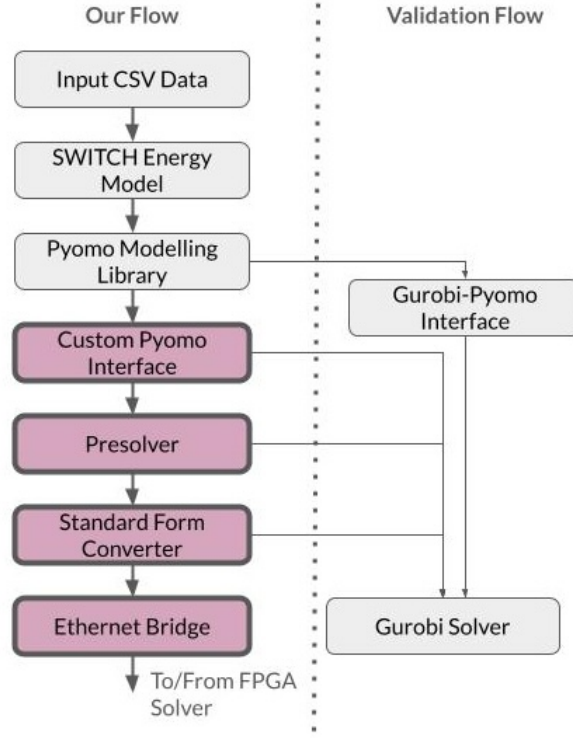 Our Flow
Validation Flow
Input CSV Data
SWITCH Energy
Model
Pyomo Modelling
Library
Gurobi-Pyomo
Interface
Custom Pyomo
Interface
Presolver
Standard Form
Converter
Ethernet Bridge
Gurobi Solver
To/From FPGA
Solver